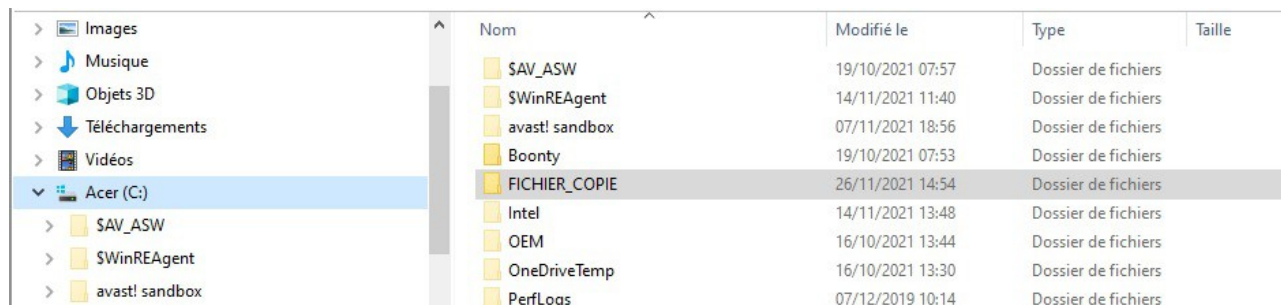 Images
Musique
Objets 3D
Téléchargements
Vidéos
Acer (C:)
$AV_ASW
$WinREAgent
avast! sandbox
Nom Modifié le Type Taille
$AV_ASW 19/10/2021 07:57 Dossier de fichiers
$WinREAgent 14/11/2021 11:40 Dossier de fichiers
avast! sandbox 07/11/2021 18:56 Dossier de fichiers
Boonty 19/10/2021 07:53 Dossier de fichiers
FICHIER_COPIE 26/11/2021 14:54 Dossier de fichiers
Intel 14/11/2021 13:48 Dossier de fichiers
OEM 16/10/2021 13:44 Dossier de fichiers
OneDriveTemp 16/10/2021 13:30 Dossier de fichiers
PerfLogs 07/12/2019 10:14 Dossier de fichiers